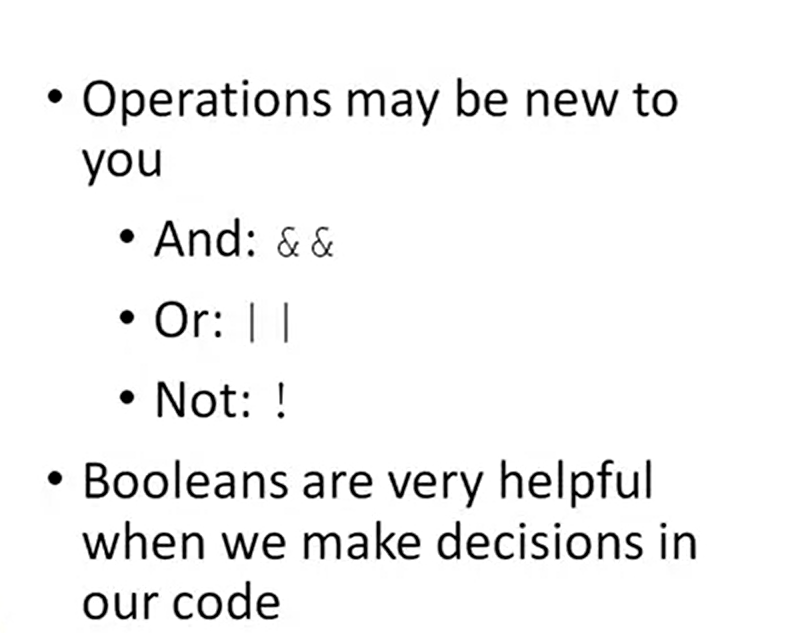 • Operations may be new to
you
• And: &&
• Or: ||
• Not: !
• Booleans are very helpful
when we make decisions in
our code